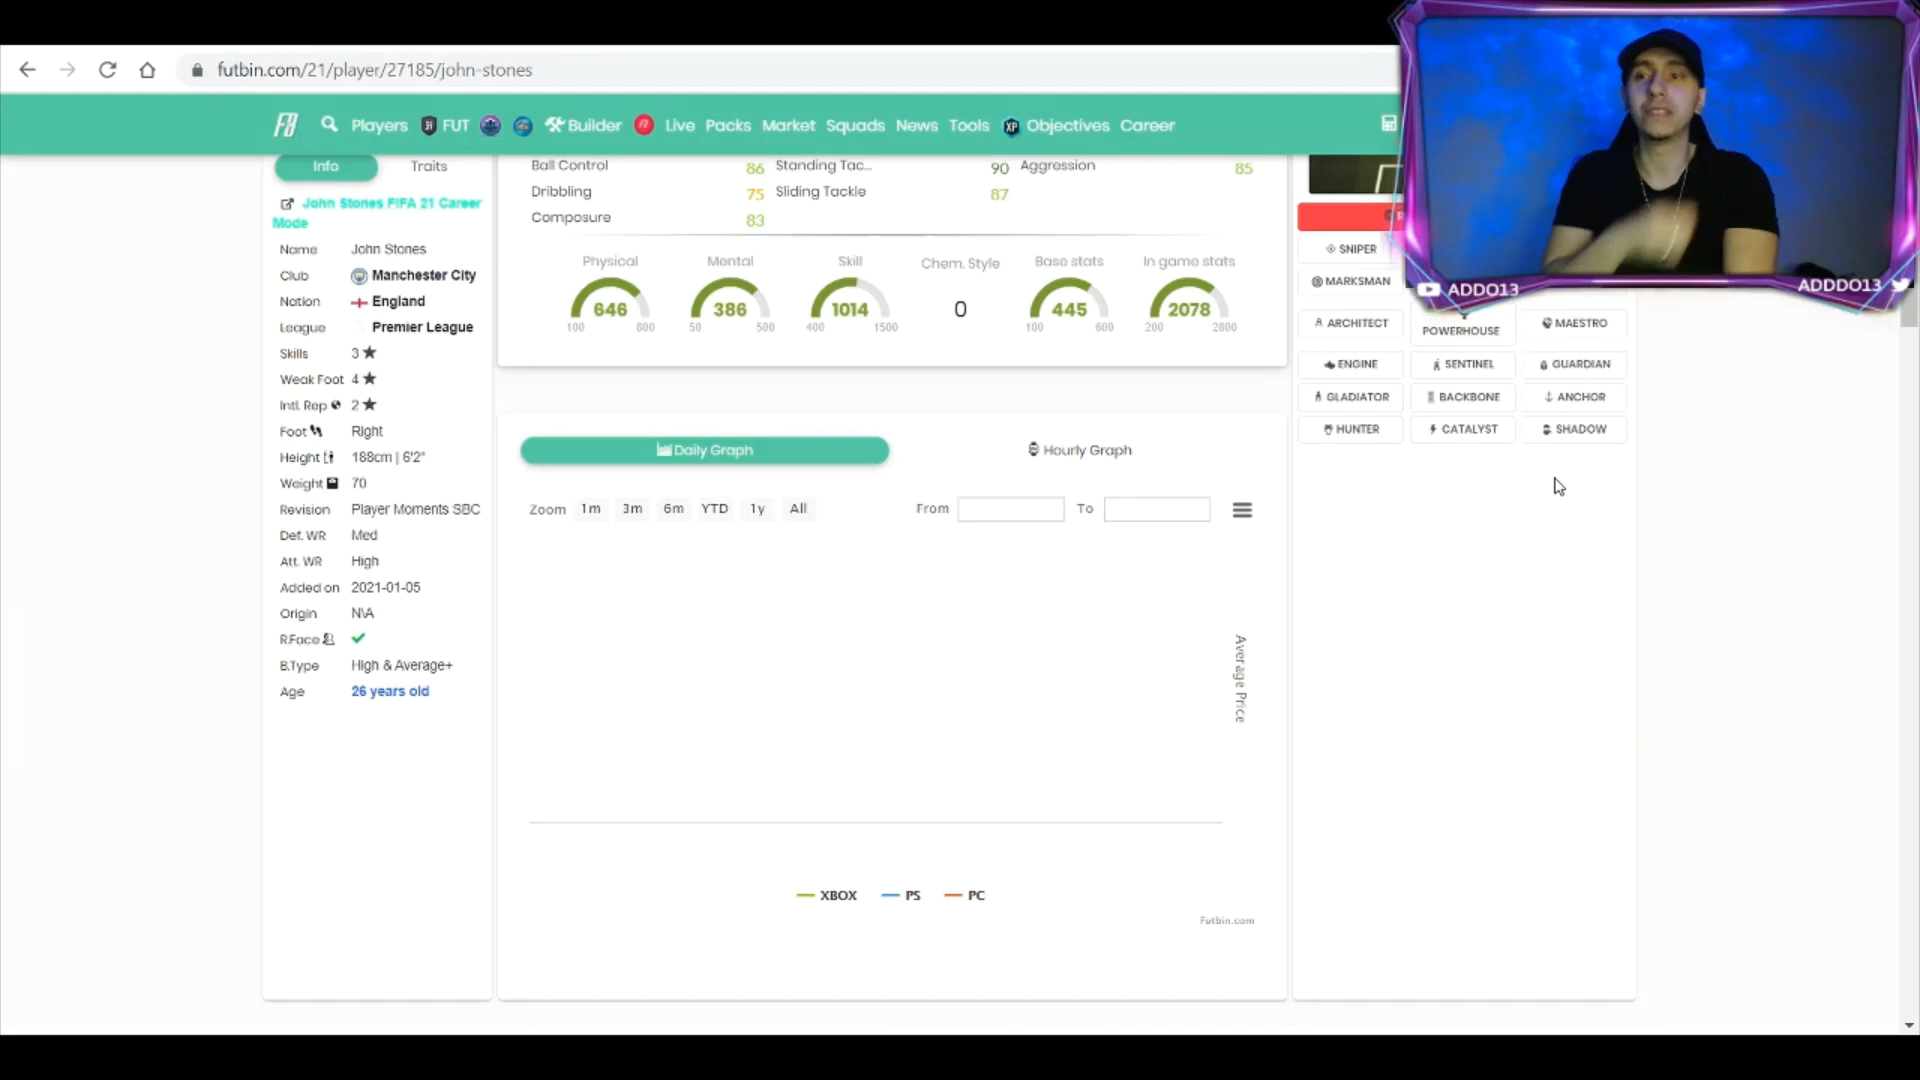 futbin.com/21/player/27185/john-stones
Players FUT Builder Live Packs Market Squads News Tools XP Objectives Career
Info Traits
John Stones FIFA 21 Career Mode
Name John Stones
Club Manchester City
Nation England
League Premier League
Skills 3
Weak Foot 4
Intl. Rep 2
Foot Right
Height 188cm | 6'2"
Weight 70
Revision Player Moments SBC
Def. WR Med
Att. WR High
Added on 2021-01-05
Origin N\A
R.Face
B.Type High & Average+
Age 26 years old
Ball Control 86 Standing Tac... 90 Aggression 85
Dribbling 75 Sliding Tackle 87
Composure 83
Physical Mental Skill Chem. Style Base stats In game stats
646 386 1014 0 445 2078
100 800 50 500 400 1500 100 600 200 2800
Daily Graph Hourly Graph
Zoom 1m 3m 6m YTD 1y All From To
Average Price
XBOX PS PC
Futbin.com
SNIPER
MARKSMAN
ARCHITECT POWERHOUSE MAESTRO
ENGINE SENTINEL GUARDIAN
GLADIATOR BACKBONE ANCHOR
HUNTER CATALYST SHADOW
ADDO13 ADDDO13